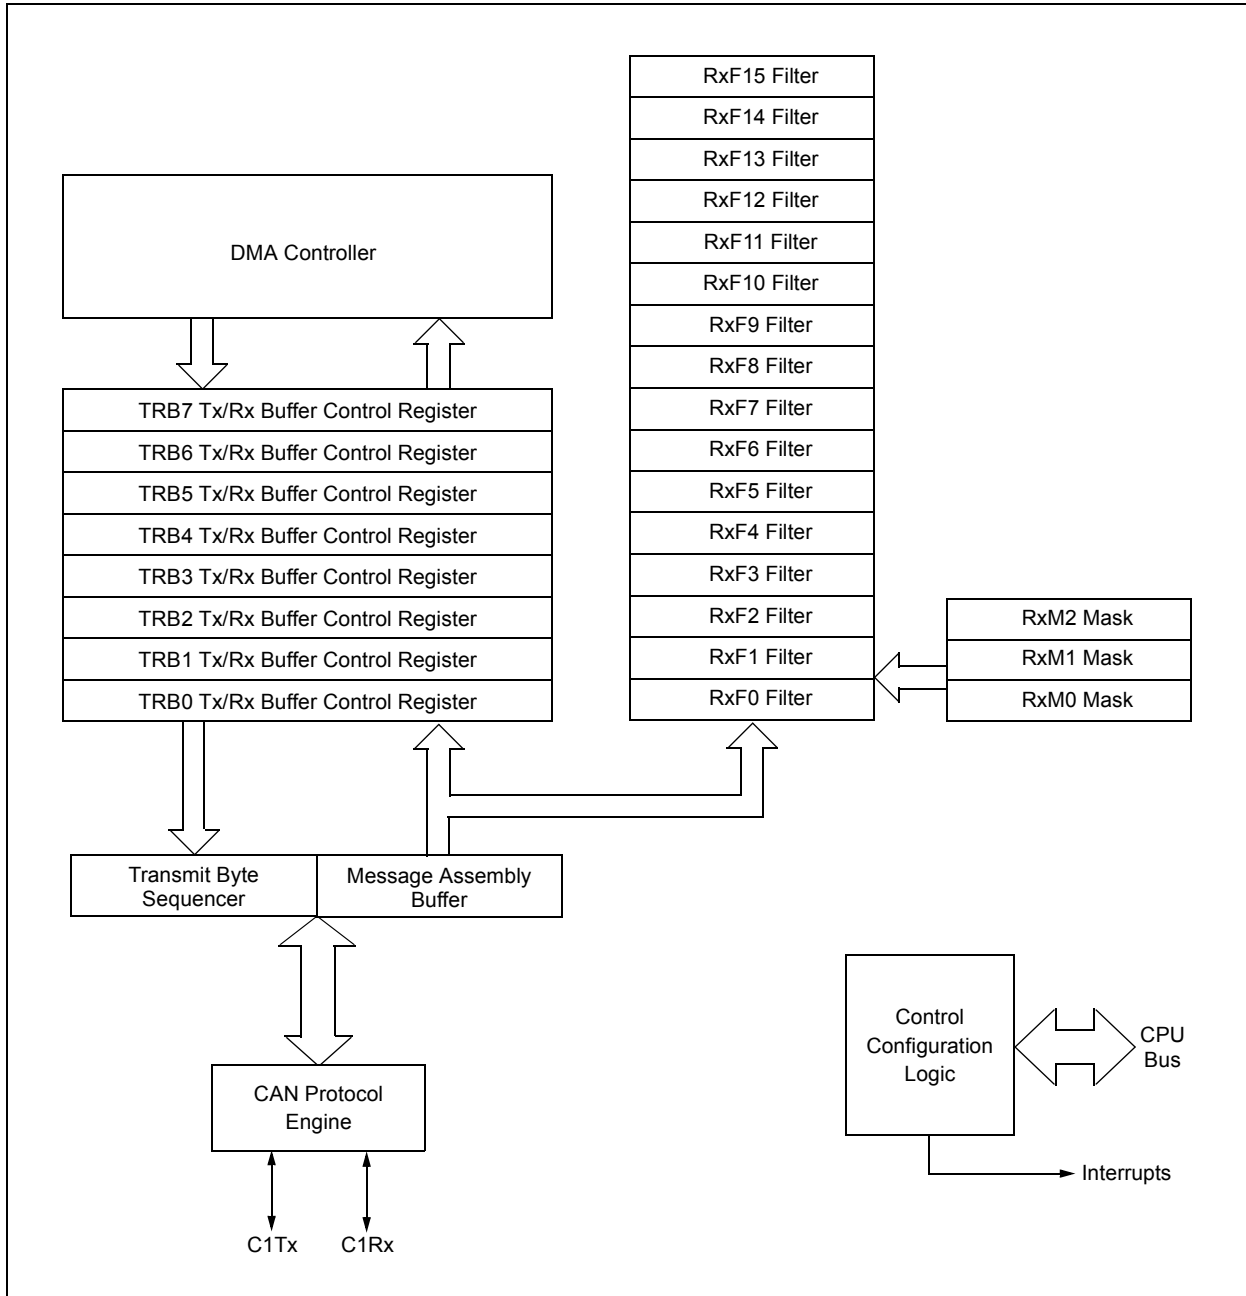 RxF15 Filter
RxF14 Filter
RxF13 Filter
RxF12 Filter
RxF11 Filter
RxF10 Filter
RxF9 Filter
RxF8 Filter
RxF7 Filter
RxF6 Filter
RxF5 Filter
RxF4 Filter
RxF3 Filter
RxF2 Filter
RxF1 Filter
RxF0 Filter
DMA Controller
TRB7 Tx/Rx Buffer Control Register
TRB6 Tx/Rx Buffer Control Register
TRB5 Tx/Rx Buffer Control Register
TRB4 Tx/Rx Buffer Control Register
TRB3 Tx/Rx Buffer Control Register
TRB2 Tx/Rx Buffer Control Register
TRB1 Tx/Rx Buffer Control Register
TRB0 Tx/Rx Buffer Control Register
RxM2 Mask
RxM1 Mask
RxM0 Mask
Transmit Byte
Sequencer
Message Assembly
Buffer
CAN Protocol
Engine
C1Tx
C1Rx
Control
Configuration
Logic
CPU
Bus
Interrupts